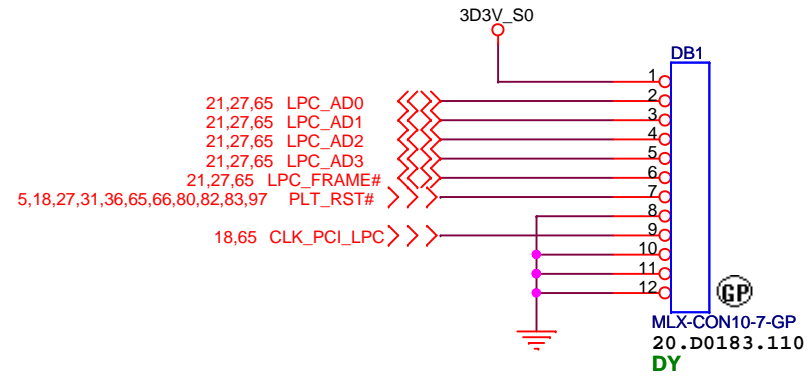 3D3V_S0
DB1
1
21,27,65 LPC_AD0 2
21,27,65 LPC_AD1 3
21,27,65 LPC_AD2 4
21,27,65 LPC_AD3 5
21,27,65 LPC_FRAME# 6
5,18,27,31,36,65,66,80,82,83,97 PLT_RST# 7
8
18,65 CLK_PCI_LPC 9
10
11
12
GP
MLX-CON10-7-GP
20.D0183.110
DY